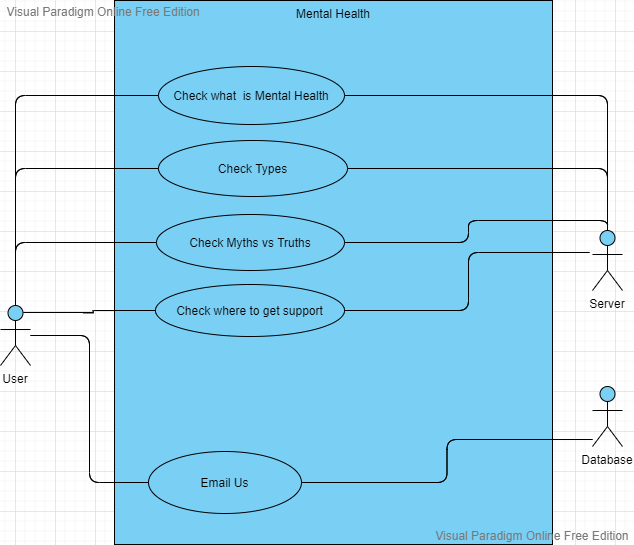 Visual Paradigm Online Free Edition
Mental Health
Check what is Mental Health
Check Types
Check Myths vs Truths
Check where to get support
Server
User
Database
Email Us
Visual Paradigm Online Free Edition